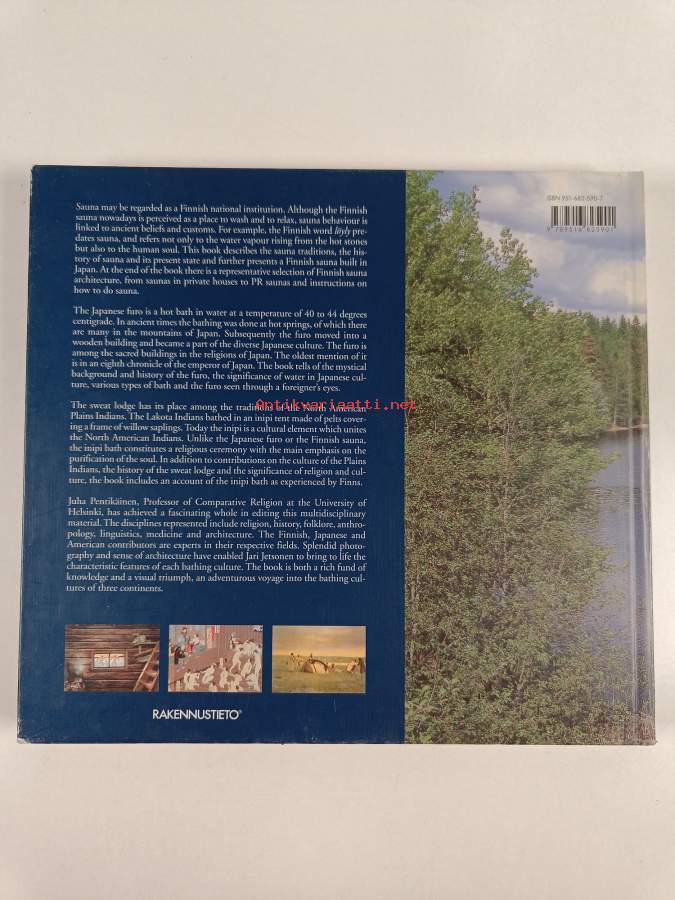 Sauna may be regarded as a Finnish national institution. Although the Finnish
sauna nowadays is perceived as a place to wash and to relax, sauna behaviour is
linked to ancient beliefs and customs. For example, the Finnish word löyly pre-
dates sauna, and refers not only to the water vapour rising from the hot stones
but also to the human soul. This book describes the sauna traditions, the his-
tory of sauna and its present state and further presents a Finnish sauna built in
Japan. At the end of the book there is a representative selection of Finnish sauna
architecture, from saunas in private houses to PR saunas and instructions on
how to do sauna.
The Japanese furo is a hot bath in water at a temperature of 40 to 44 degrees
centigrade. In ancient times the bathing was done at hot springs, of which there
are many in the mountains of Japan. Subsequently the furo moved into a
wooden building and became a part of the diverse Japanese culture. The furo is
among the sacred buildings in the religions of Japan. The oldest mention of it
is in an eighth chronicle of the emperor of Japan. The book tells of the mystical
background and history of the furo, the significance of water in Japanese cul-
ture, various types of bath and the furo seen through a foreigner's eyes.
The sweat lodge has its place among the traditions of the North American
Plains Indians. The Lakota Indians bathed in an inipi tent made of pelts cover-
ing a frame of willow saplings. Today the inipi is a cultural element which unites
the North American Indians. Unlike the Japanese furo or the Finnish sauna,
the inipi bath constitutes a religious ceremony with the main emphasis on the
purification of the soul. In addition to contributions on the culture of the Plains
Indians, the history of the sweat lodge and the significance of religion and cul-
ture, the book includes an account of the inipi bath as experienced by Finns.
Juha Pentikäinen, Professor of Comparative Religion at the University of
Helsinki, has achieved a fascinating whole in editing this multidisciplinary
material. The disciplines represented include religion, history, folklore, anthro-
pology, linguistics, medicine and architecture. The Finnish, Japanese and
American contributors are experts in their respective fields. Splendid photo-
graphy and sense of architecture have enabled Jari Jetsonen to bring to life the
characteristic features of each bathing culture. The book is both a rich fund of
knowledge and a visual triumph, an adventurous voyage into the bathing cul-
tures of three continents.
RAKENNUSTIETO®
ISBN 951-682-590-7
9 789516 825901
Antikvariaatti.net